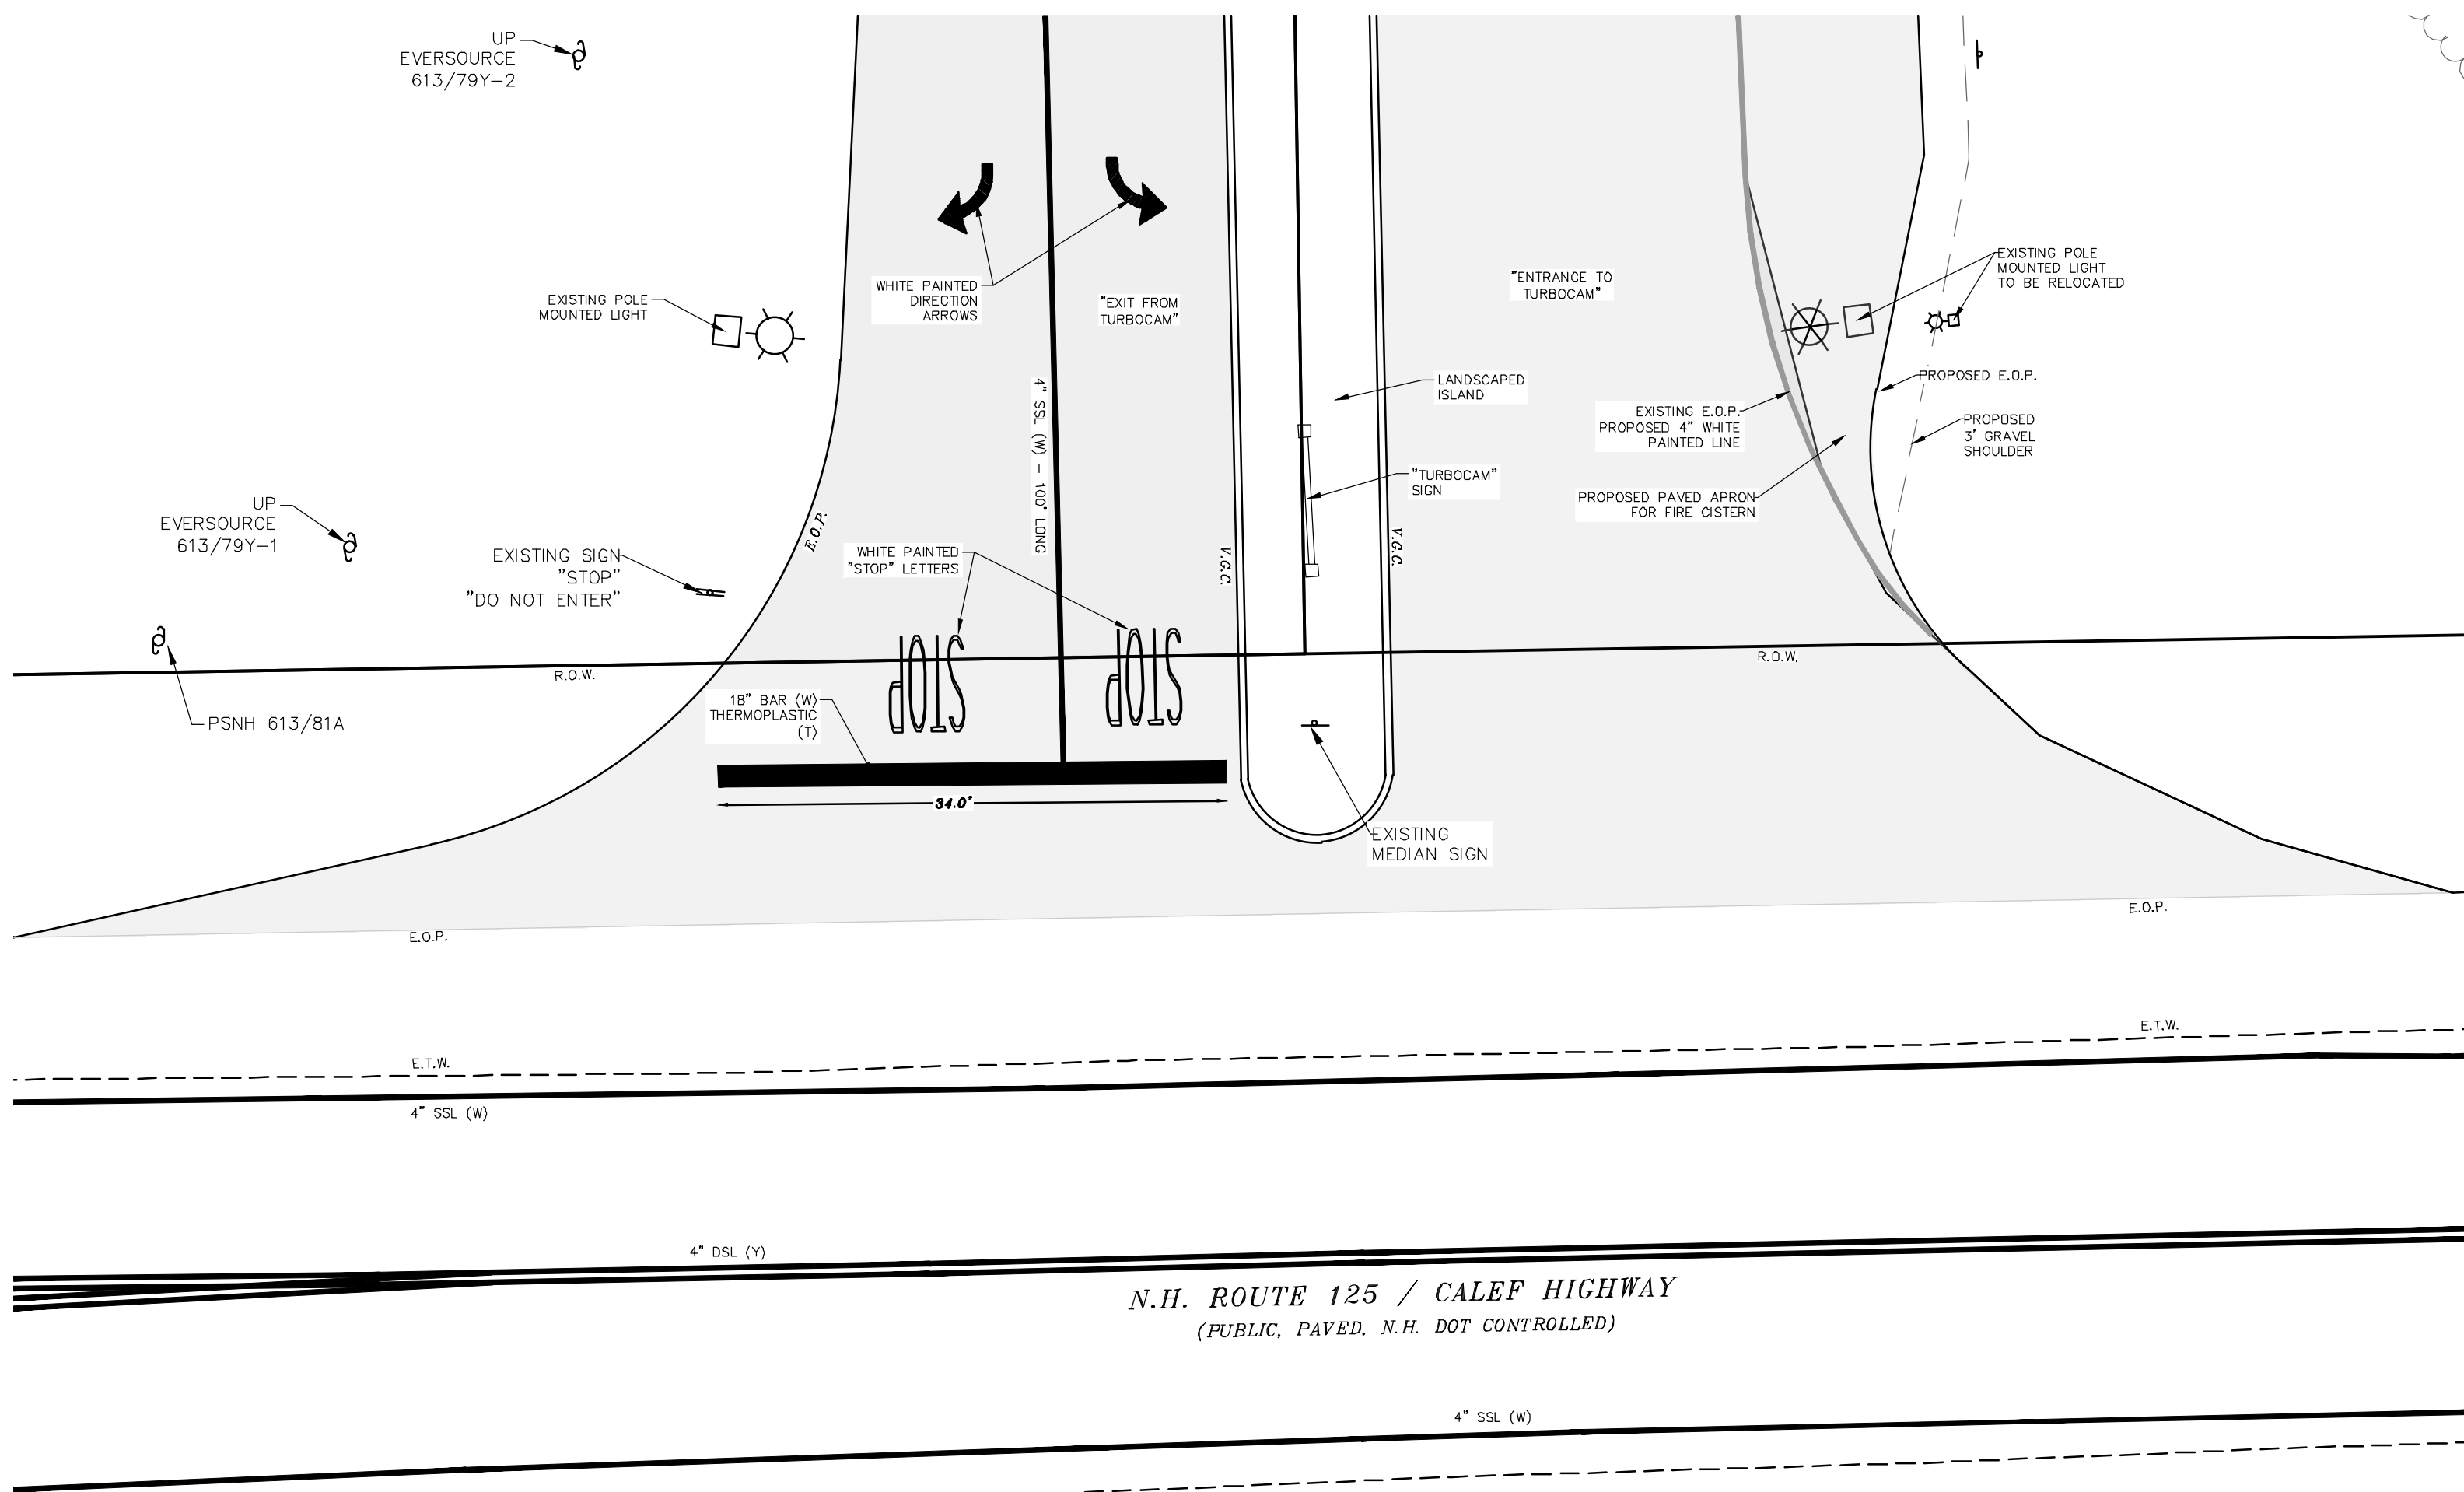 UP
EVERSOURCE
613/79Y-2
EXISTING POLE
MOUNTED LIGHT
WHITE PAINTED
DIRECTION
ARROWS
"EXIT FROM
TURBOCAM"
"ENTRANCE TO
TURBOCAM"
EXISTING POLE
MOUNTED LIGHT
TO BE RELOCATED
LANDSCAPED
ISLAND
PROPOSED E.O.P.
EXISTING E.O.P.
PROPOSED 4" WHITE
PAINTED LINE
PROPOSED
3' GRAVEL
SHOULDER
4" SSL (W) - 100' LONG
"TURBOCAM"
SIGN
PROPOSED PAVED APRON
FOR FIRE CISTERN
UP
EVERSOURCE
613/79Y-1
E.O.P.
EXISTING SIGN
"STOP"
"DO NOT ENTER"
WHITE PAINTED
"STOP" LETTERS
V.G.C.
V.G.C.
STOP
STOP
R.O.W.
R.O.W.
PSNH 613/81A
18" BAR (W)
THERMOPLASTIC
(T)
34.0'
EXISTING
MEDIAN SIGN
E.O.P.
E.O.P.
E.T.W.
E.T.W.
4" SSL (W)
4" DSL (Y)
N.H. ROUTE 125 / CALEF HIGHWAY
(PUBLIC, PAVED, N.H. DOT CONTROLLED)
4" SSL (W)